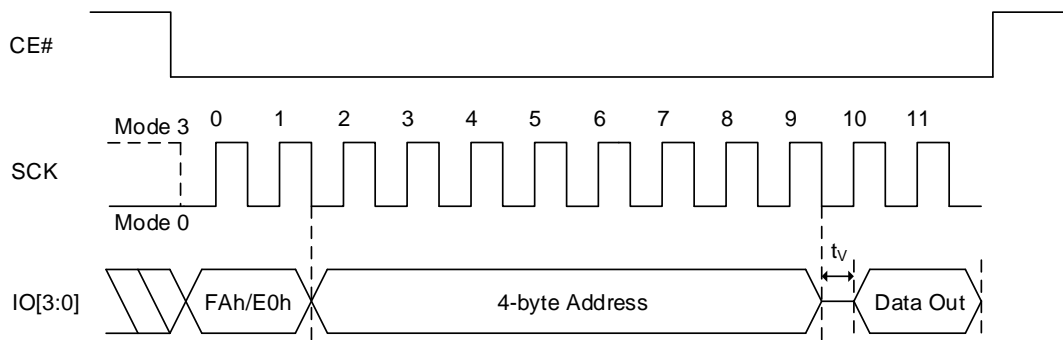 CE#
Mode 3
0 1 2 3 4 5 6 7 8 9 10 11
SCK
Mode 0
tV
IO[3:0]
FAh/E0h
4-byte Address
Data Out